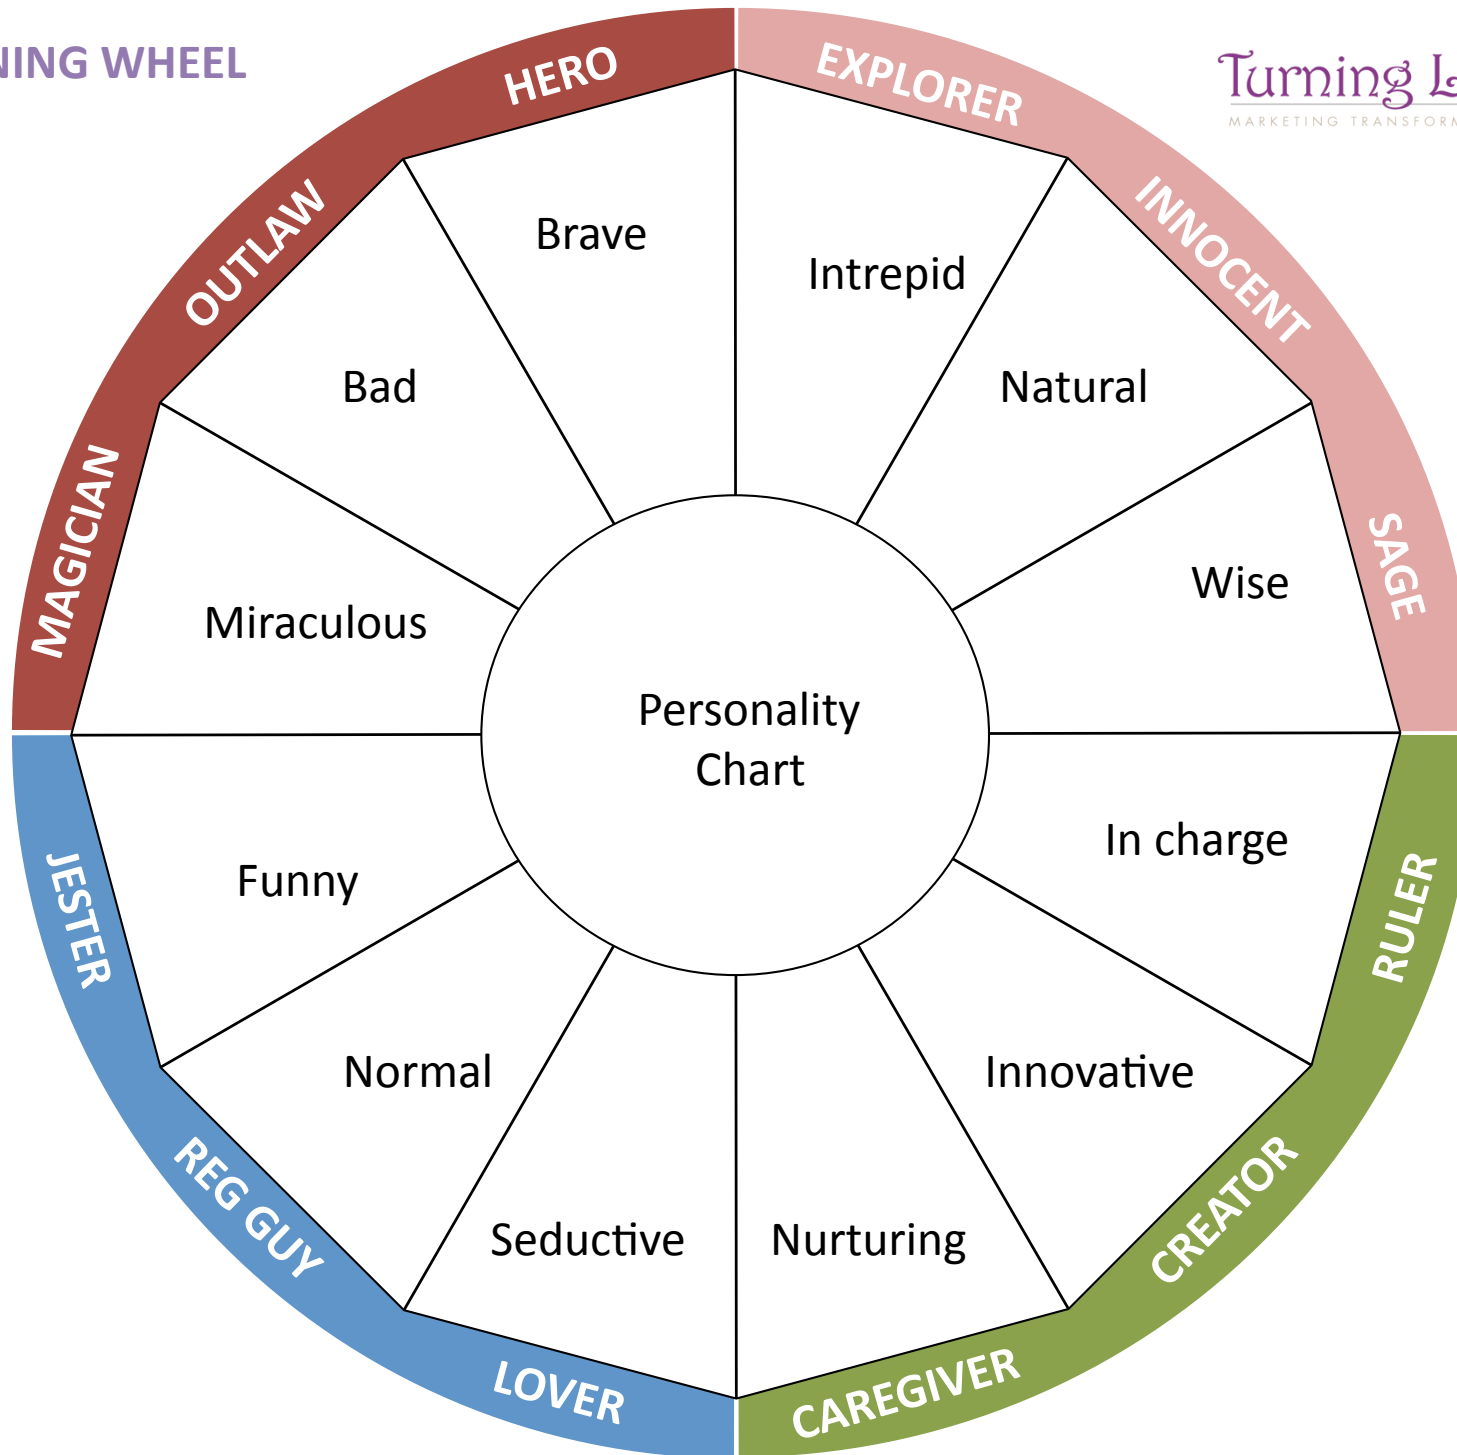 NING WHEEL
Turning L
MARKETING TRANSFORM
HERO
EXPLORER
INNOCENT
SAGE
RULER
CREATOR
CAREGIVER
LOVER
REG GUY
JESTER
MAGICIAN
OUTLAW
Brave
Intrepid
Natural
Wise
In charge
Innovative
Nurturing
Seductive
Normal
Funny
Miraculous
Bad
Personality
Chart